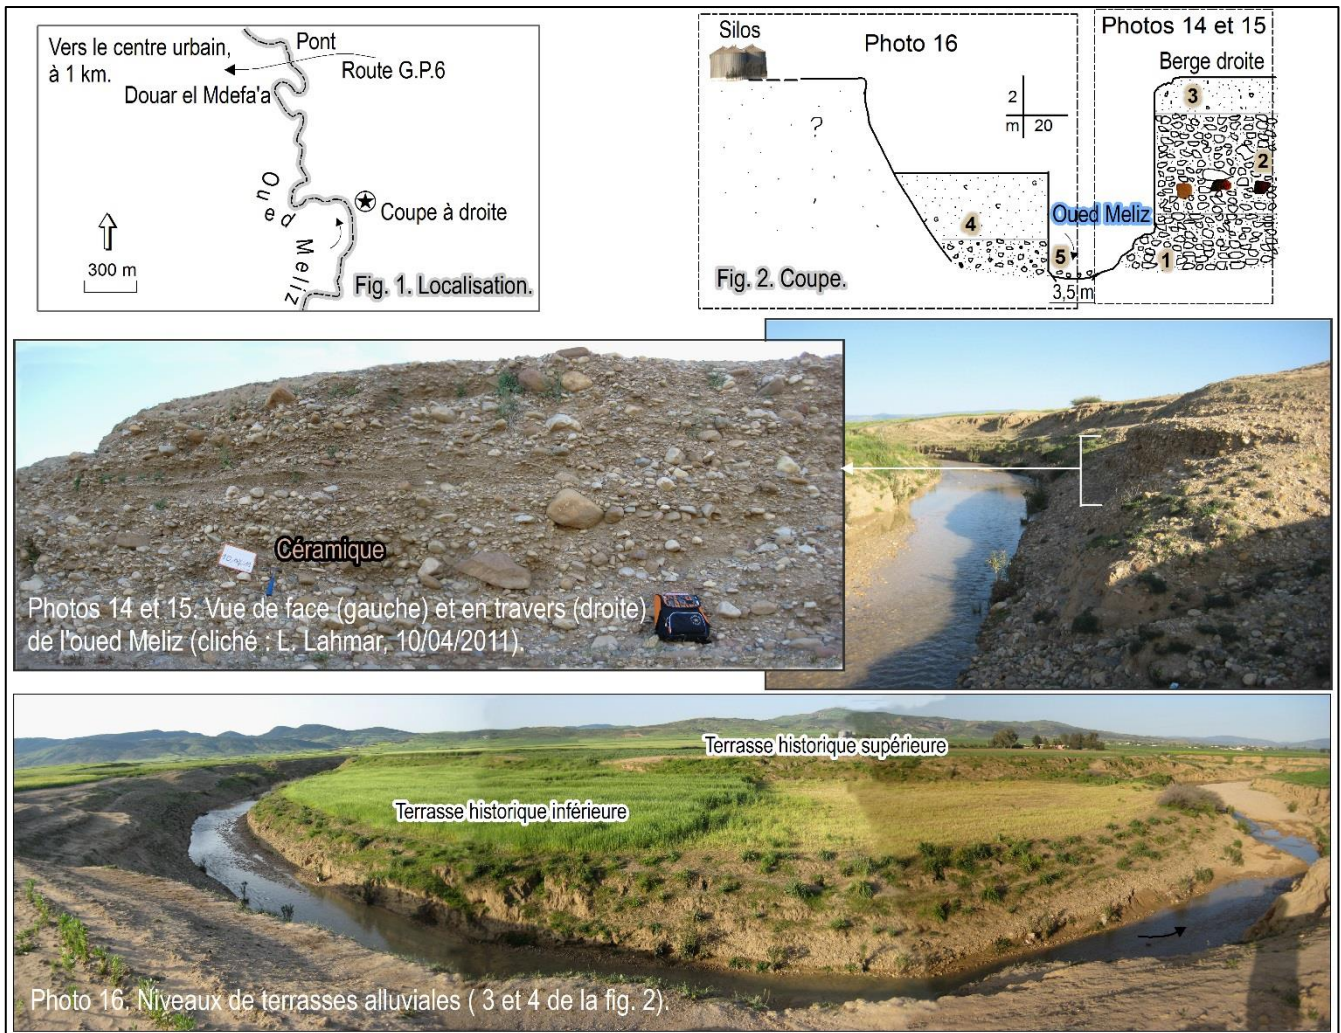 Vers le centre urbain,
à 1 km.
Pont
Route G.P.6
Douar el Mdefa'a
Oued Meliz
Coupe à droite
300 m
Fig. 1. Localisation.
Silos
Photo 16
Photos 14 et 15
Berge droite
3
2
m 20
?
2
4
Oued Meliz
5
1
Fig. 2. Coupe.
3,5 m
Céramique
Photos 14 et 15. Vue de face (gauche) et en travers (droite)
de l'oued Meliz (cliché : L. Lahmar, 10/04/2011).
Terrasse historique supérieure
Terrasse historique inférieure
Photo 16. Niveaux de terrasses alluviales ( 3 et 4 de la fig. 2).